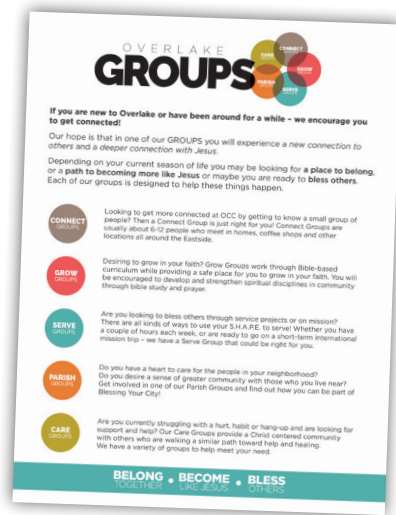 OVERLAKE
GROUPS
CONNECT
GROUPS
CARE
GROUPS
GROW
GROUPS
PARISH
GROUPS
SERVE
GROUPS
If you are new to Overlake or have been around for a while – we encourage you
to get connected!
Our hope is that in one of our GROUPS you will experience a new connection to
others and a deeper connection with Jesus.
Depending on your current season of life you may be looking for a place to belong,
or a path to becoming more like Jesus or maybe you are ready to bless others.
Each of our groups is designed to help these things happen.
CONNECT
GROUPS
Looking to get more connected at OCC by getting to know a small group of
people? Then a Connect Group is just right for you! Connect Groups are
usually about 6-12 people who meet in homes, coffee shops and other
locations all around the Eastside.
GROW
GROUPS
Desiring to grow in your faith? Grow Groups work through Bible-based
curriculum while providing a safe place for you to grow in your faith. You will
be encouraged to develop and strengthen spiritual disciplines in community
through bible study and prayer.
SERVE
GROUPS
Are you looking to bless others through service projects or on mission?
There are all kinds of ways to use your S.H.A.P.E. to serve! Whether you have
a couple of hours each week, or are ready to go on a short-term international
mission trip – we have a Serve Group that could be right for you.
PARISH
GROUPS
Do you have a heart to care for the people in your neighborhood?
Do you desire a sense of greater community with those who you live near?
Get involved in one of our Parish Groups and find out how you can be part of
Blessing Your City!
CARE
GROUPS
Are you currently struggling with a hurt, habit or hang-up and are looking for
support and help? Our Care Groups provide a Christ centered community
with others who are walking a similar path toward help and healing.
We have a variety of groups to help meet your need.
BELONG • BECOME • BLESS
TOGETHER LIKE JESUS OTHERS